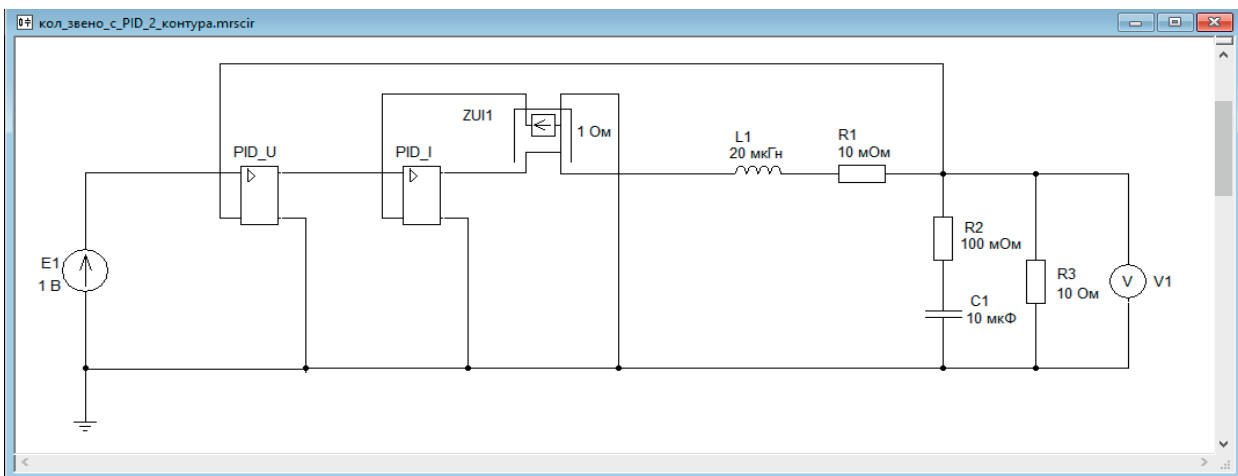 кол_звено_с_PID_2_контура.mrscir
ZUI1
1 Ом
PID_U
PID_I
L1
20 мкГн
R1
10 мОм
R2
100 мОм
E1
1 В
R3
10 Ом
V
V1
C1
10 мкФ